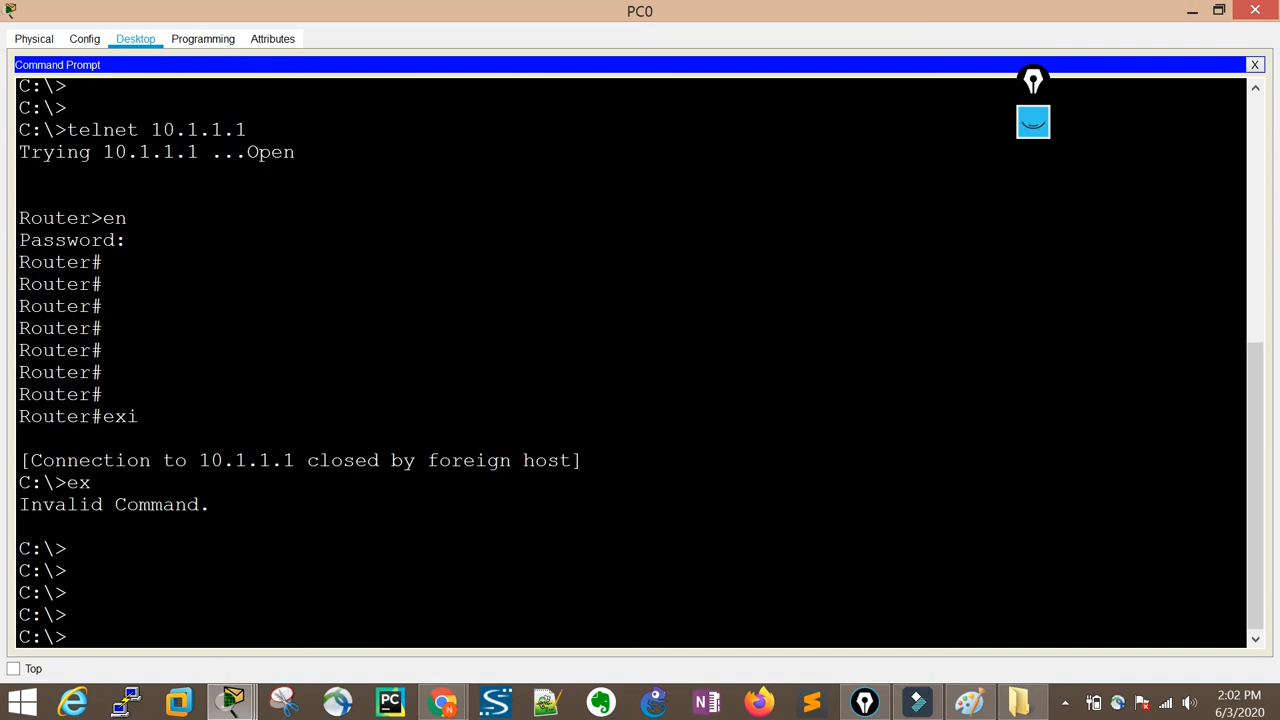 PC0
Physical Config Desktop Programming Attributes
Command Prompt X
C:\>
C:\>
C:\>telnet 10.1.1.1
Trying 10.1.1.1 ...Open
Router>en
Password:
Router#
Router#
Router#
Router#
Router#
Router#
Router#
Router#exi
[Connection to 10.1.1.1 closed by foreign host]
C:\>ex
Invalid Command.
C:\>
C:\>
C:\>
C:\>
C:\>
Top
PC
N
S
N
2:02 PM
6/3/2020